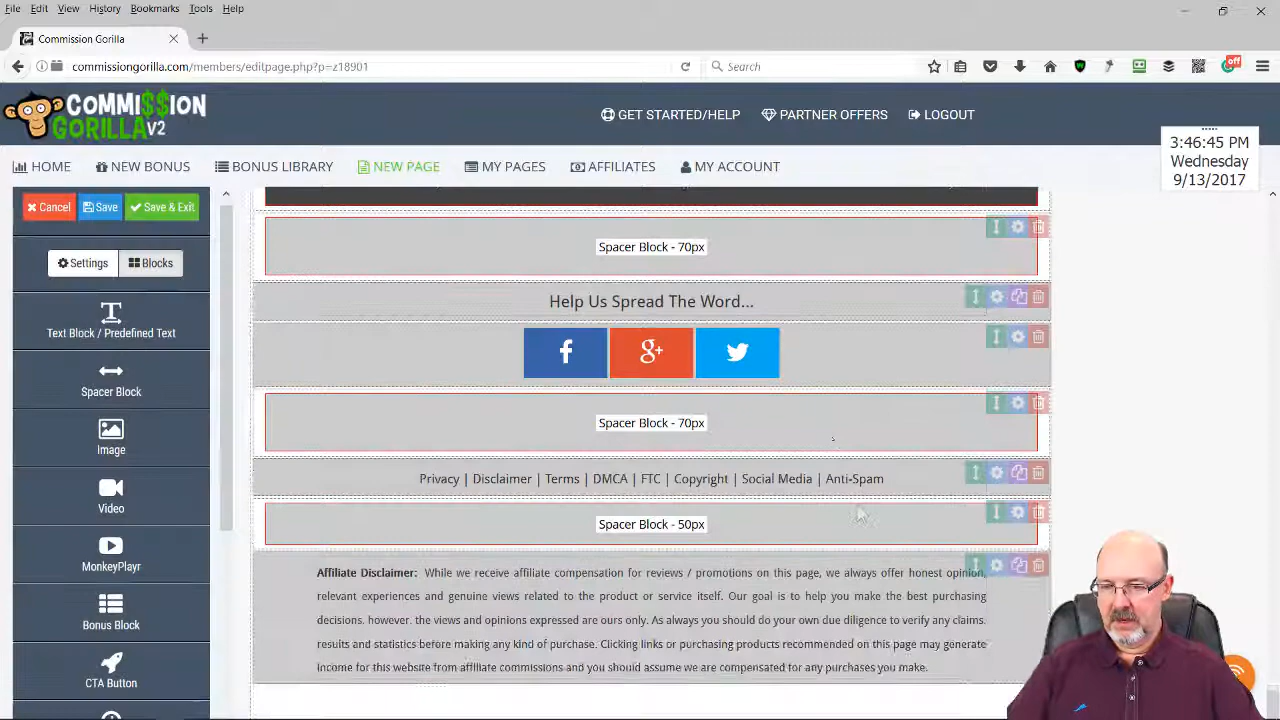 File Edit View History Bookmarks Tools Help
Commission Gorilla
commissiongorilla.com/members/editpage.php?p=z18901
Search
off
COMMI$$ION
GORILLA V2
GET STARTED/HELP
PARTNER OFFERS
LOGOUT
3:46:45 PM
Wednesday
9/13/2017
HOME
NEW BONUS
BONUS LIBRARY
NEW PAGE
MY PAGES
AFFILIATES
MY ACCOUNT
Cancel
Save
Save & Exit
Settings
Blocks
Text Block / Predefined Text
Spacer Block
Image
Video
MonkeyPlayr
Bonus Block
CTA Button
Spacer Block - 70px
Help Us Spread The Word...
Spacer Block - 70px
Privacy | Disclaimer | Terms | DMCA | FTC | Copyright | Social Media | Anti-Spam
Spacer Block - 50px
Affiliate Disclaimer: While we receive affiliate compensation for reviews / promotions on this page, we always offer honest opinion,
relevant experiences and genuine views related to the product or service itself. Our goal is to help you make the best purchasing
decisions, however, the views and opinions expressed are ours only. As always you should do your own due diligence to verify any claims,
results and statistics before making any kind of purchase. Clicking links or purchasing products recommended on this page may generate
income for this website from affiliate commissions and you should assume we are compensated for any purchases you make.